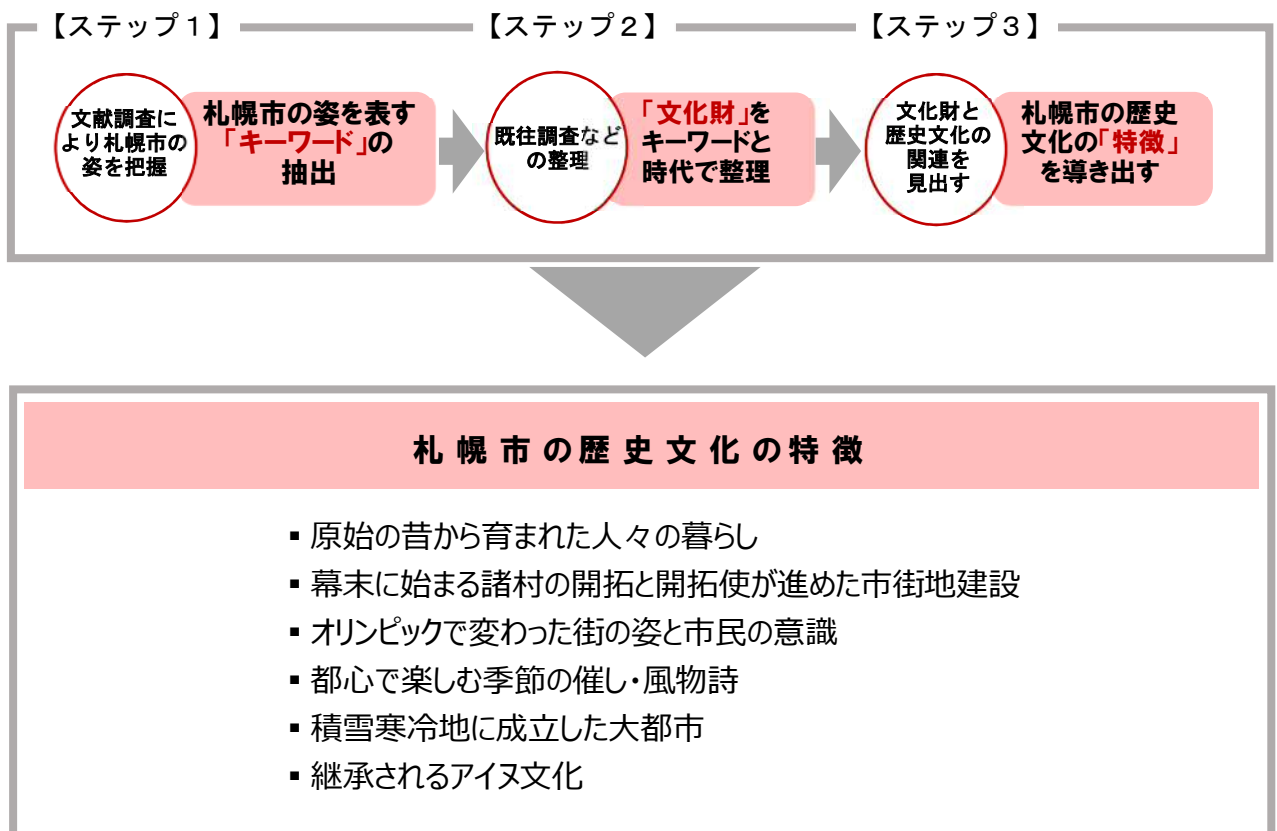 【ステップ1】
文献調査に
より札幌市の
姿を把握
札幌市の姿を表す
「キーワード」の
抽出
【ステップ2】
既往調査など
の整理
「文化財」を
キーワードと
時代で整理
【ステップ3】
文化財と
歴史文化の
関連を
見出す
札幌市の歴史
文化の「特徴」
を導き出す
札幌市の歴史文化の特徴
▪ 原始の昔から育まれた人々の暮らし
▪ 幕末に始まる諸村の開拓と開拓使が進めた市街地建設
▪ オリンピックで変わった街の姿と市民の意識
▪ 都心で楽しむ季節の催し・風物詩
▪ 積雪寒冷地に成立した大都市
▪ 継承されるアイヌ文化